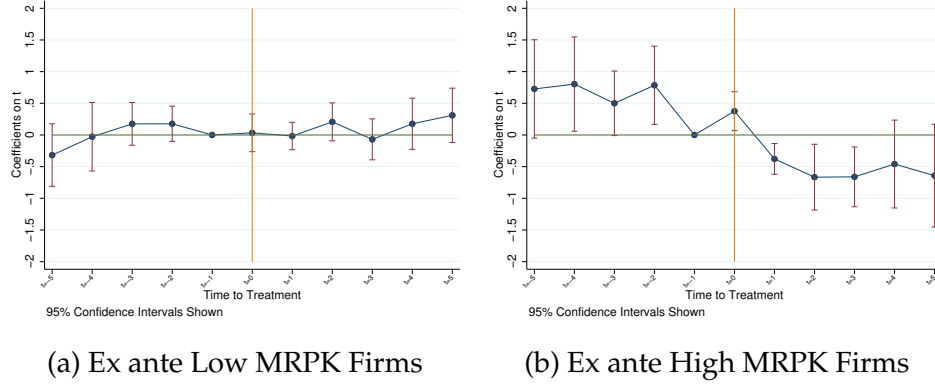 2
1.5
1
.5
0
-.5
-1
-1.5
-2
Coefficients on t
t=-5 t=-4 t=-3 t=-2 t=-1 t=0 t=1 t=2 t=3 t=4 t=5
Time to Treatment
95% Confidence Intervals Shown
(a) Ex ante Low MRPK Firms
2
1.5
1
.5
0
-.5
-1
-1.5
-2
Coefficients on t
t=-5 t=-4 t=-3 t=-2 t=-1 t=0 t=1 t=2 t=3 t=4 t=5
Time to Treatment
95% Confidence Intervals Shown
(b) Ex ante High MRPK Firms